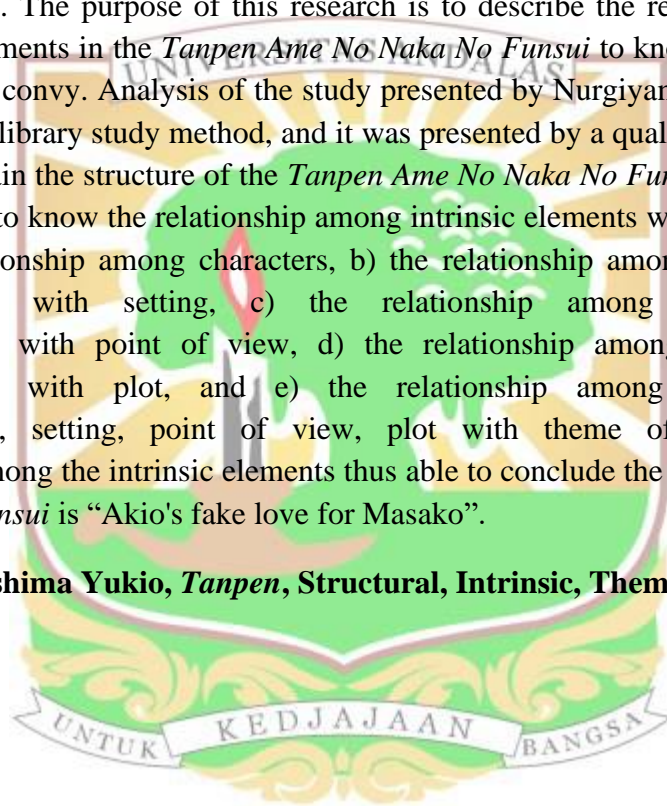 . The purpose of this research is to describe the re
ments in the Tanpen Ame No Naka No Funsui to kno
UNIVERSITAS ANDALAS
convy. Analysis of the study presented by Nurgiyan
library study method, and it was presented by a qual
in the structure of the Tanpen Ame No Naka No Fun
to know the relationship among intrinsic elements w
onship among characters, b) the relationship amon
with setting, c) the relationship among
with point of view, d) the relationship among
with plot, and e) the relationship among
, setting, point of view, plot with theme of
mong the intrinsic elements thus able to conclude the
nsui is “Akio's fake love for Masako”.
shima Yukio, Tanpen, Structural, Intrinsic, Them
UNTUK KEDJAJAAN BANGSA